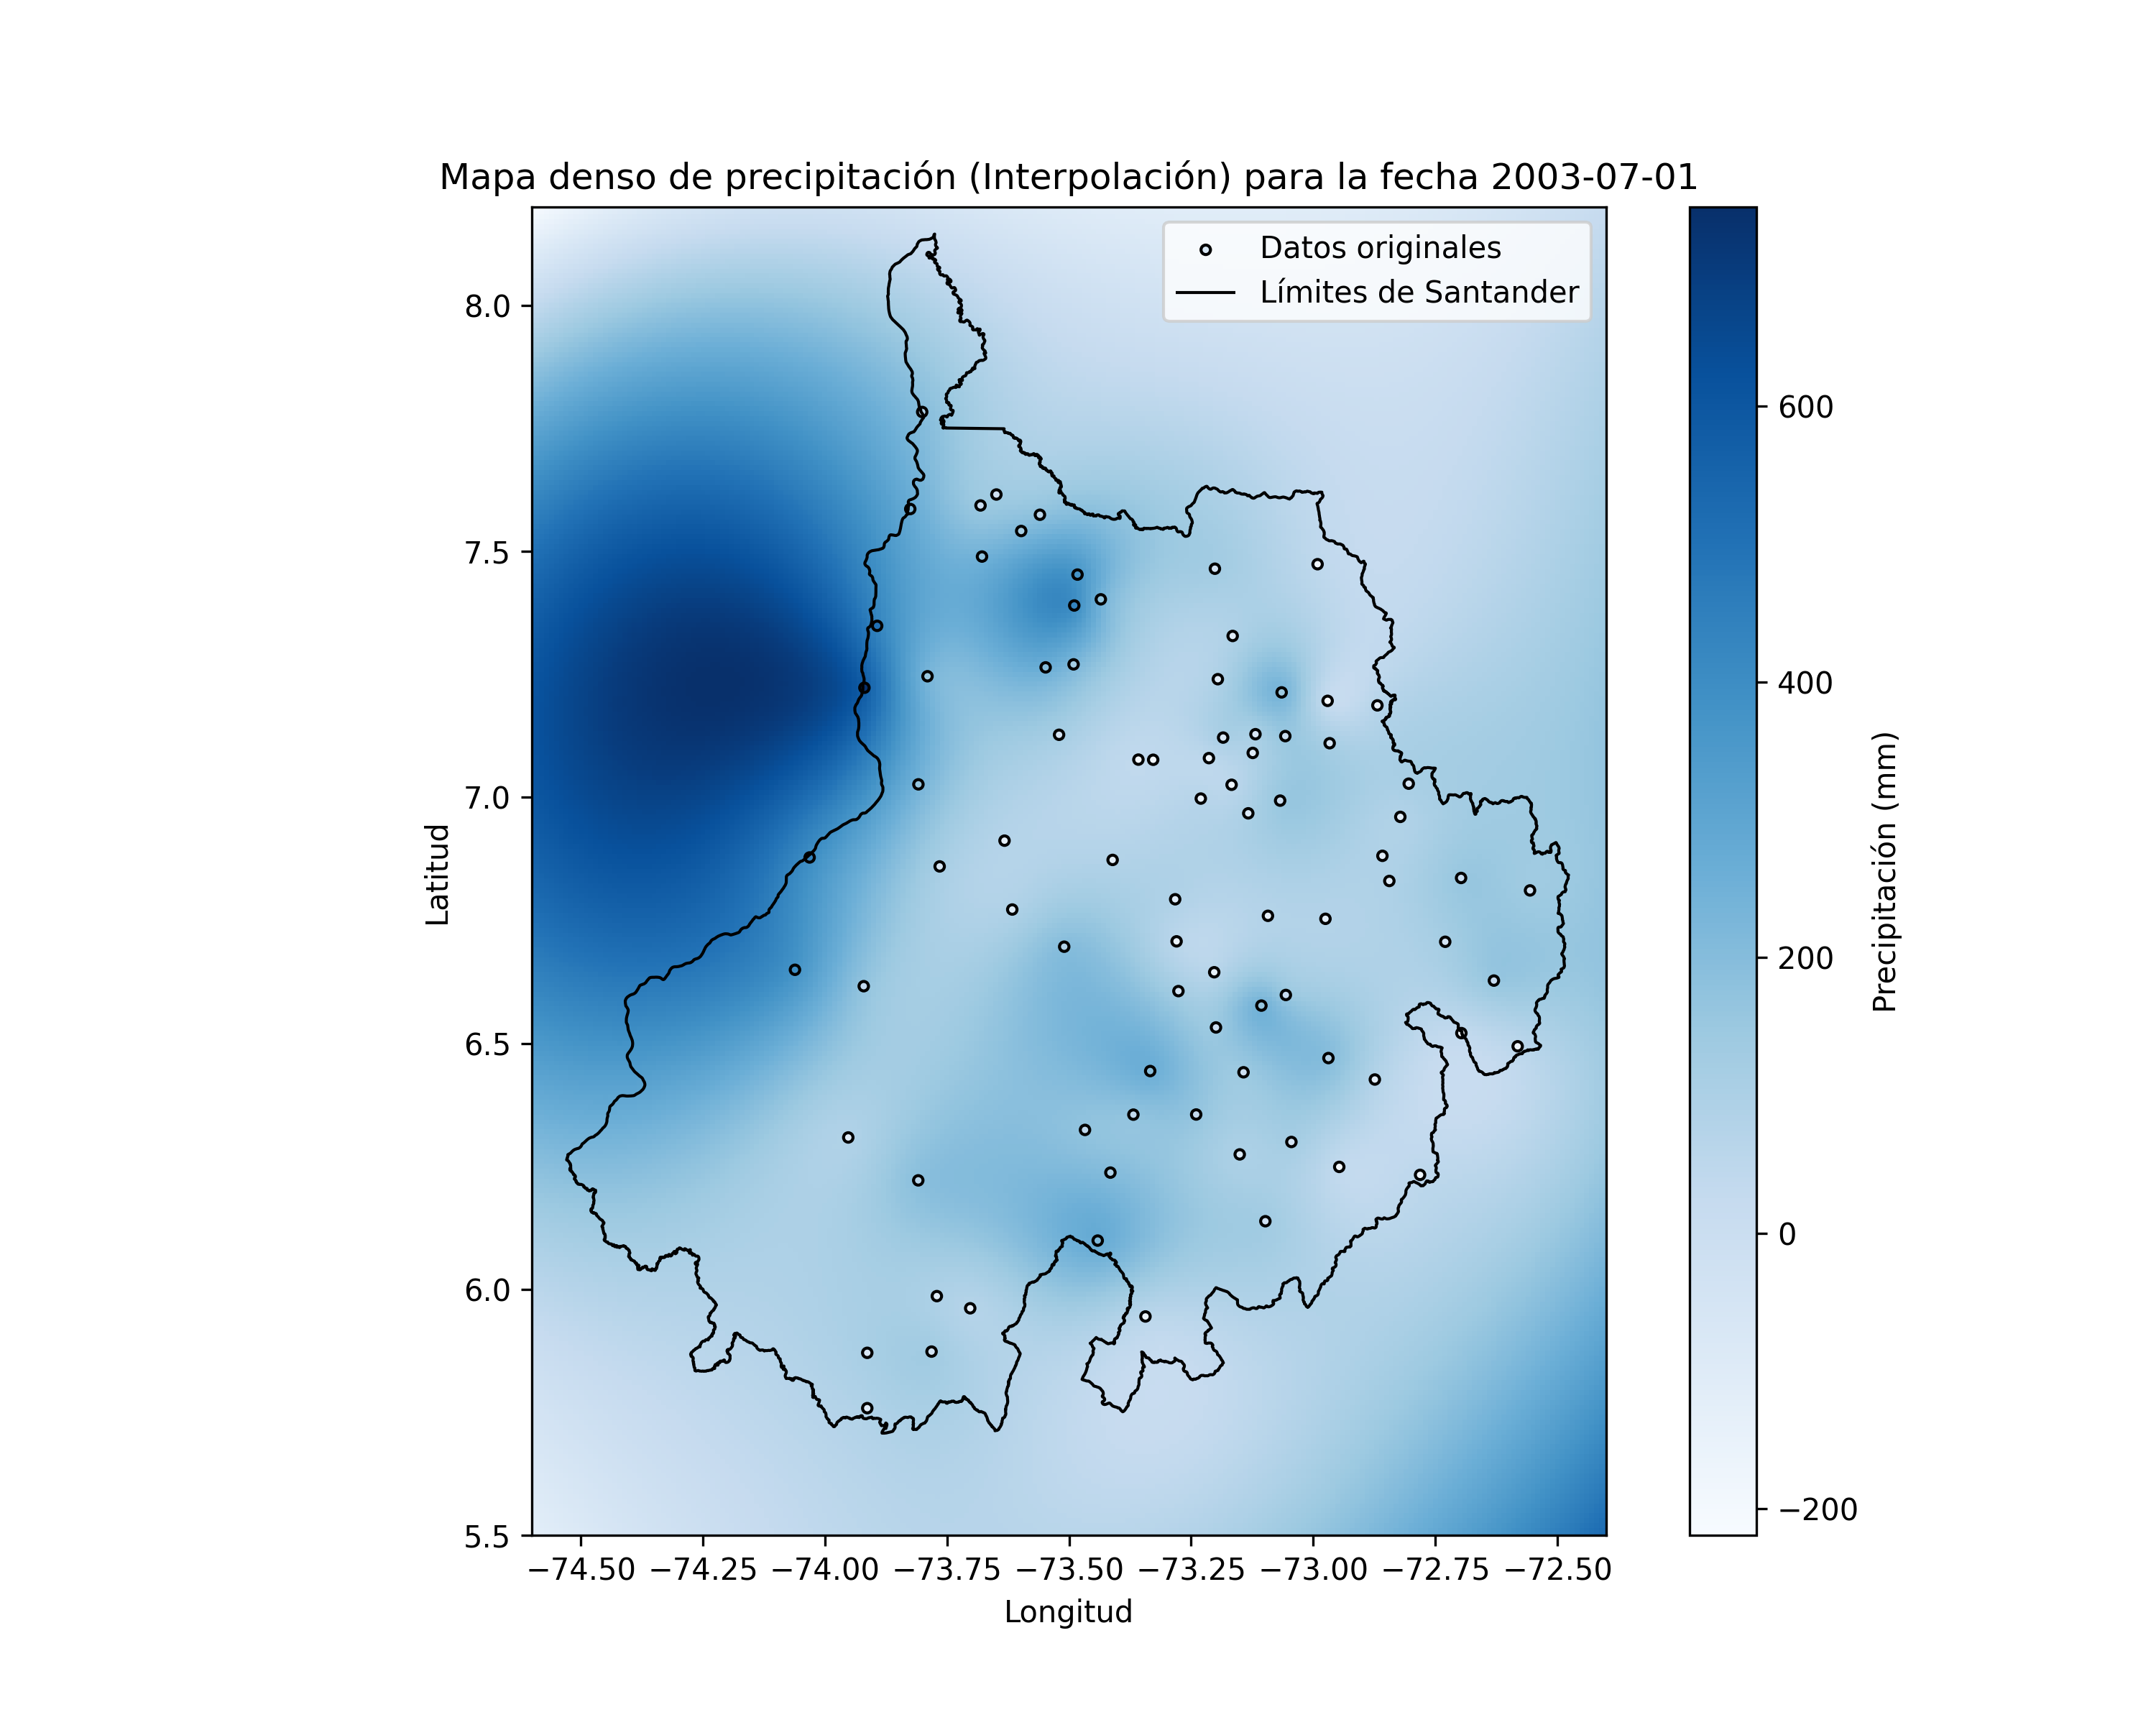 Mapa denso de precipitación (Interpolación) para la fecha 2003-07-01
Datos originales
Límites de Santander
8.0
7.5
7.0
6.5
6.0
5.5
Latitud
−74.50 −74.25 −74.00 −73.75 −73.50 −73.25 −73.00 −72.75 −72.50
Longitud
600
400
200
0
−200
Precipitación (mm)